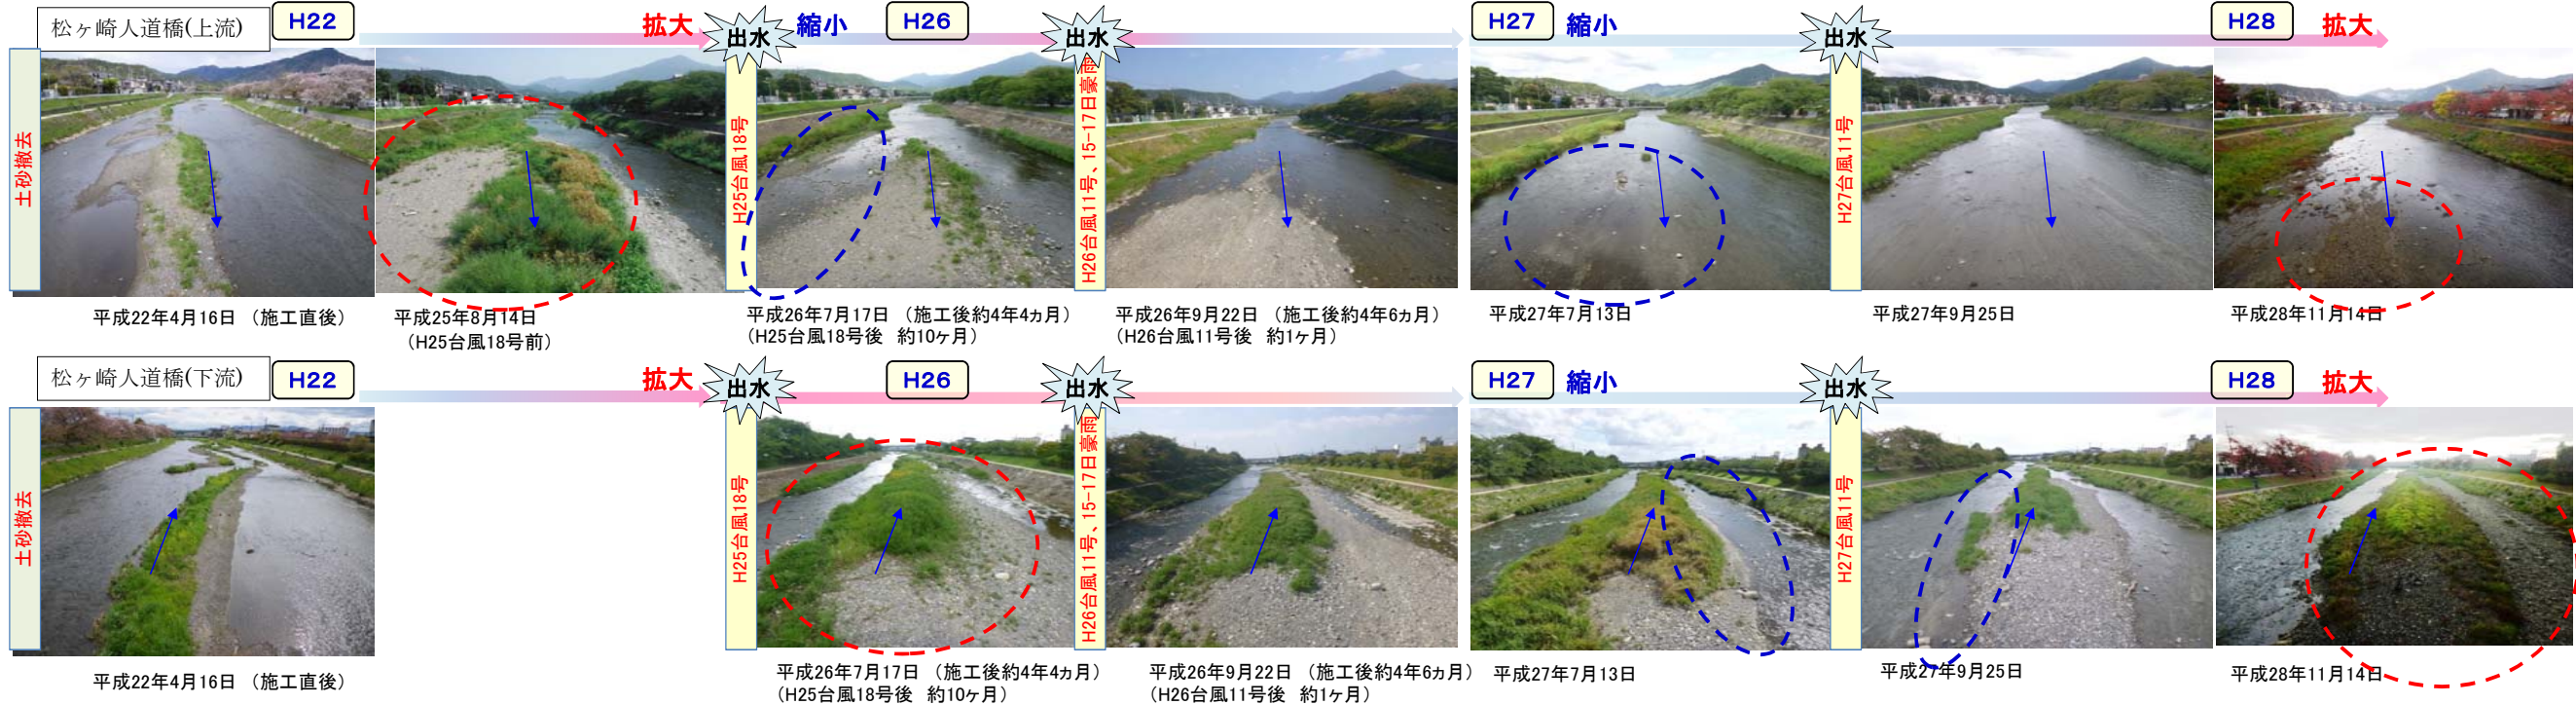 松ヶ崎人道橋(上流)
H22
拡大
出水
縮小
H26
出水
H27
縮小
出水
H28
拡大
土砂撤去
H25台風18号
H26台風11号、15-17日豪雨
H27台風11号
平成22年4月16日 （施工直後）
平成25年8月14日
（H25台風18号前）
平成26年7月17日 （施工後約4年4ヵ月）
（H25台風18号後 約10ヶ月）
平成26年9月22日 （施工後約4年6ヵ月）
（H26台風11号後 約1ヶ月）
平成27年7月13日
平成27年9月25日
平成28年11月14日
松ヶ崎人道橋(下流)
H22
拡大
出水
H26
出水
H27
縮小
出水
H28
拡大
土砂撤去
H25台風18号
H26台風11号、15-17日豪雨
H27台風11号
平成22年4月16日 （施工直後）
平成26年7月17日 （施工後約4年4ヵ月）
（H25台風18号後 約10ヶ月）
平成26年9月22日 （施工後約4年6ヵ月）
（H26台風11号後 約1ヶ月）
平成27年7月13日
平成27年9月25日
平成28年11月14日